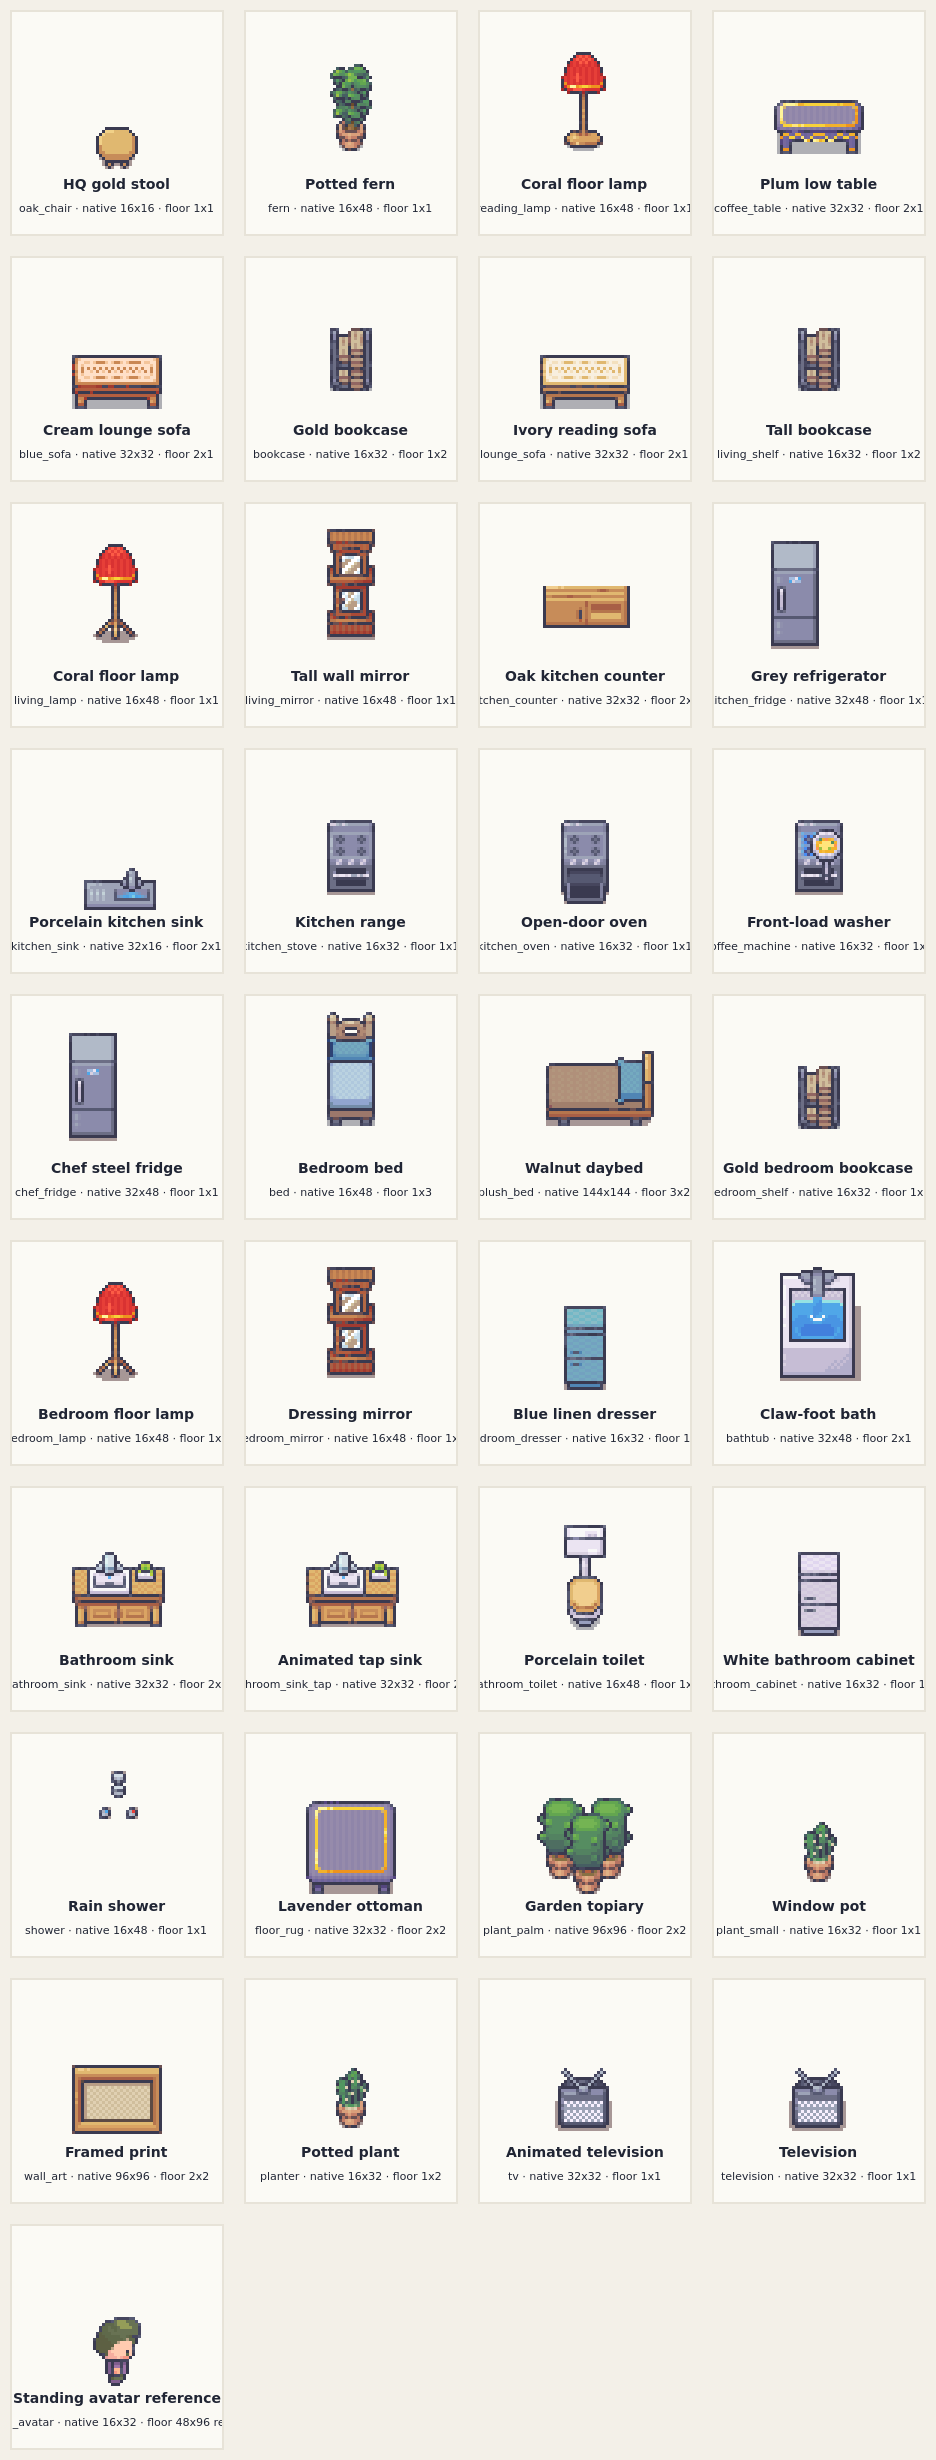 HQ gold stool
oak_chair · native 16x16 · floor 1x1
Potted fern
fern · native 16x48 · floor 1x1
Coral floor lamp
eading_lamp · native 16x48 · floor 1x1
Plum low table
coffee_table · native 32x32 · floor 2x1
Cream lounge sofa
blue_sofa · native 32x32 · floor 2x1
Gold bookcase
bookcase · native 16x32 · floor 1x2
Ivory reading sofa
lounge_sofa · native 32x32 · floor 2x1
Tall bookcase
living_shelf · native 16x32 · floor 1x2
Coral floor lamp
living_lamp · native 16x48 · floor 1x1
Tall wall mirror
living_mirror · native 16x48 · floor 1x1
Oak kitchen counter
tchen_counter · native 32x32 · floor 2x
Grey refrigerator
itchen_fridge · native 32x48 · floor 1x1
Porcelain kitchen sink
kitchen_sink · native 32x16 · floor 2x1
Kitchen range
itchen_stove · native 16x32 · floor 1x1
Open-door oven
kitchen_oven · native 16x32 · floor 1x1
Front-load washer
offee_machine · native 16x32 · floor 1x
Chef steel fridge
chef_fridge · native 32x48 · floor 1x1
Bedroom bed
bed · native 16x48 · floor 1x3
Walnut daybed
plush_bed · native 144x144 · floor 3x2
Gold bedroom bookcase
edroom_shelf · native 16x32 · floor 1x
Bedroom floor lamp
edroom_lamp · native 16x48 · floor 1x
Dressing mirror
edroom_mirror · native 16x48 · floor 1x
Blue linen dresser
droom_dresser · native 16x32 · floor 1
Claw-foot bath
bathtub · native 32x48 · floor 2x1
Bathroom sink
athroom_sink · native 32x32 · floor 2x
Animated tap sink
hroom_sink_tap · native 32x32 · floor 2
Porcelain toilet
athroom_toilet · native 16x48 · floor 1x
White bathroom cabinet
hroom_cabinet · native 16x32 · floor 1
Rain shower
shower · native 16x48 · floor 1x1
Lavender ottoman
floor_rug · native 32x32 · floor 2x2
Garden topiary
plant_palm · native 96x96 · floor 2x2
Window pot
plant_small · native 16x32 · floor 1x1
Framed print
wall_art · native 96x96 · floor 2x2
Potted plant
planter · native 16x32 · floor 1x2
Animated television
tv · native 32x32 · floor 1x1
Television
television · native 32x32 · floor 1x1
Standing avatar reference
_avatar · native 16x32 · floor 48x96 re